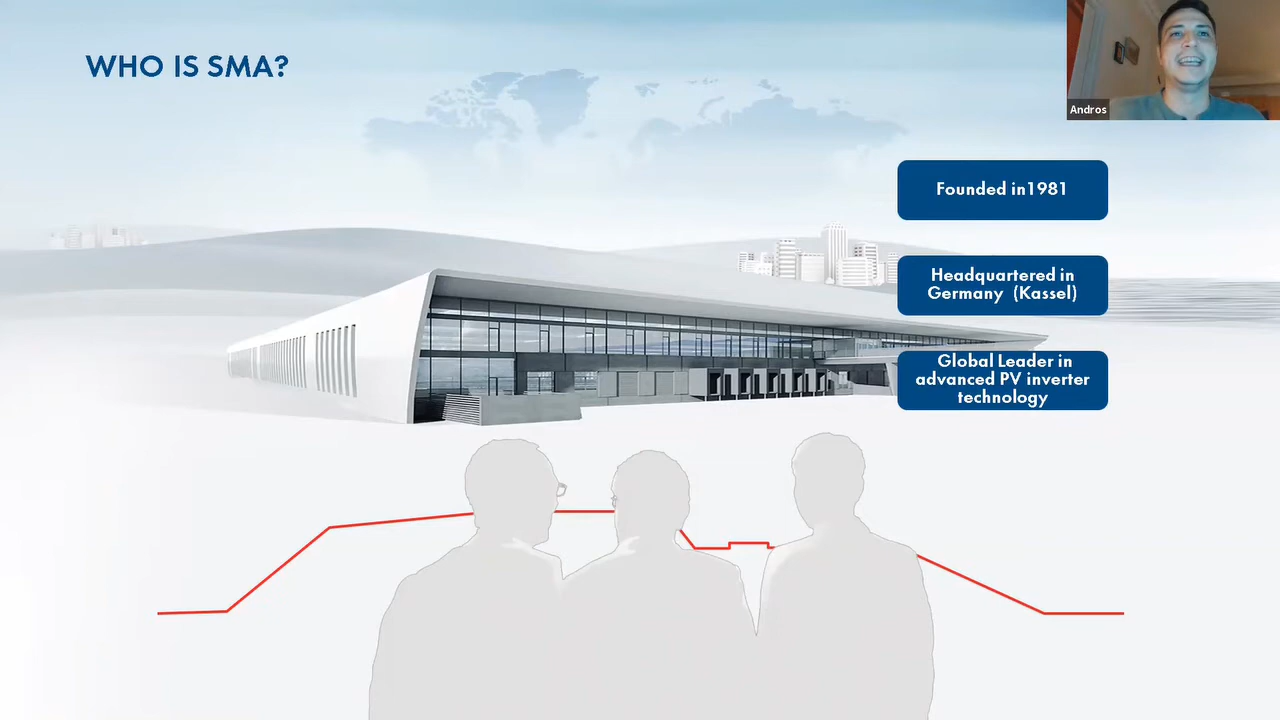 WHO IS SMA?
Andros
Founded in1981
Headquartered in
Germany (Kassel)
Global Leader in
advanced PV inverter
technology